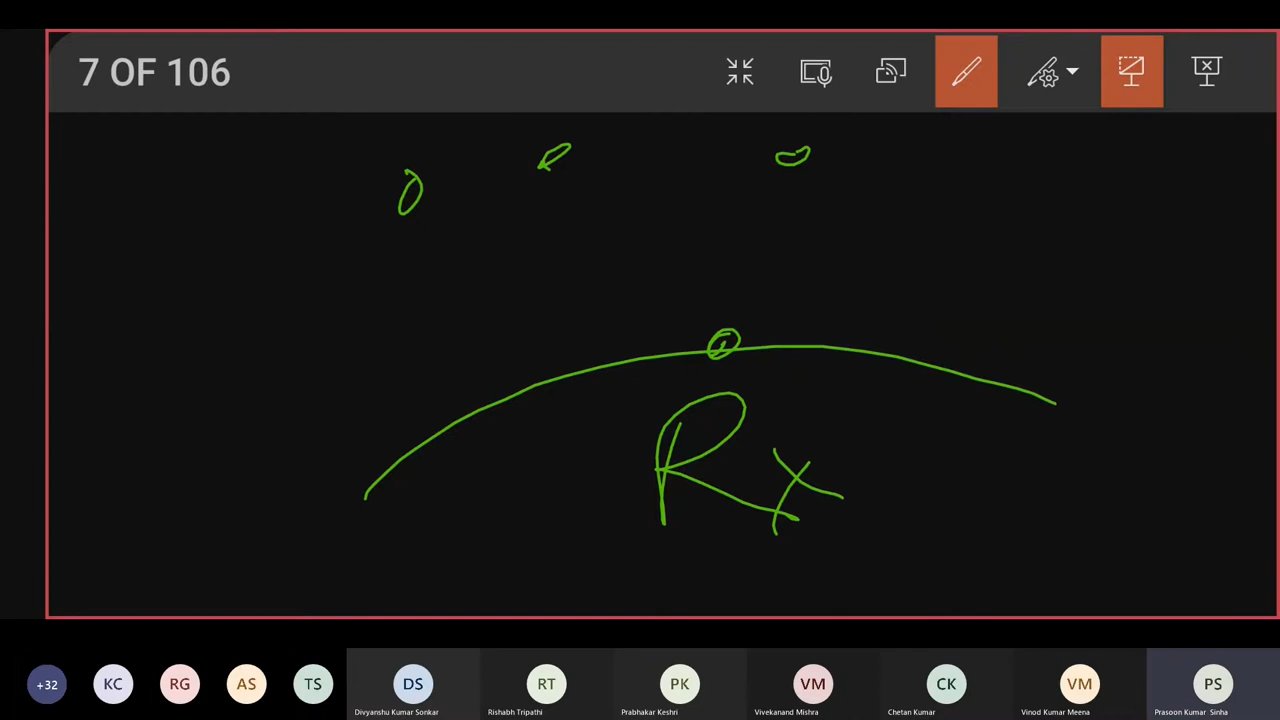 7 OF 106
Rx
+32
KC
RG
AS
TS
DS
RT
PK
VM
CK
VM
PS
Divyanshu Kumar Sonkar
Rishabh Tripathi
Prabhakar Keshri
Vivekanand Mishra
Chetan Kumar
Vinod Kumar Meena
Prasoon Kumar Sinha